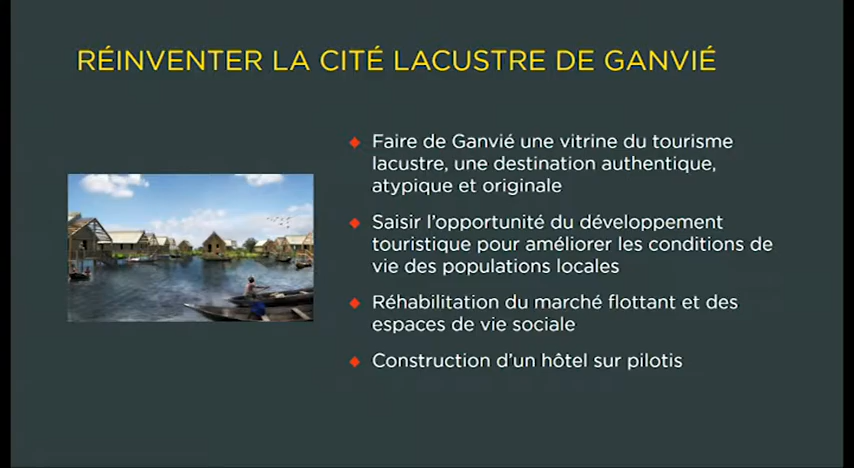 RÉINVENTER LA CITÉ LACUSTRE DE GANVIÉ
Faire de Ganvié une vitrine du tourisme
lacustre, une destination authentique,
atypique et originale
Saisir l'opportunité du développement
touristique pour améliorer les conditions de
vie des populations locales
Réhabilitation du marché flottant et des
espaces de vie sociale
Construction d'un hôtel sur pilotis